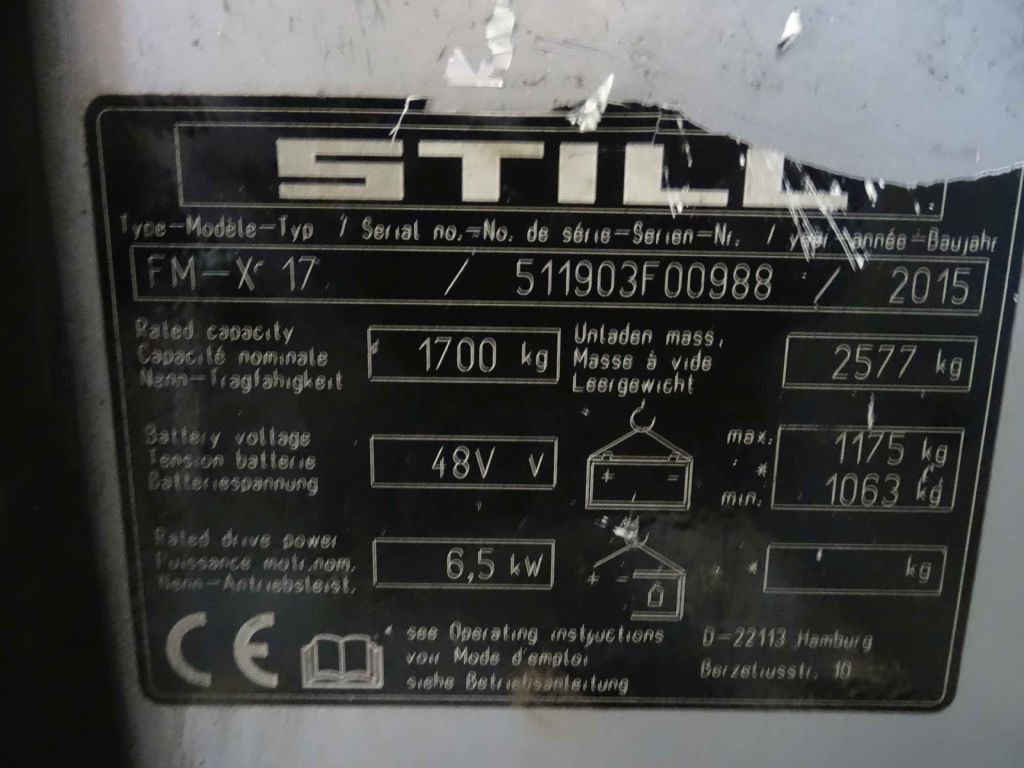 STILL
Type-Modèle-Typ / Serial no.-No. de série-Serien-Nr. / year-année-Baujahr
FM-X 17 / 511903F00988 / 2015
Rated capacity
Capacité nominale
Nenn-Tragfähigkeit
1700 kg
Unladen mass.
Masse à vide
Leergewicht
2577 kg
Battery voltage
Tension batterie
Batteriespannung
48V V
+ -
max. 1175 kg
*
min. 1063 kg
Rated drive power
Puissance motr.nom.
Nenn-Antriebsleist.
6,5 kW
+ -
* kg
CE
* see Operating instructions
voir Mode d'emploi
siehe Betriebsanleitung
D-22113 Hamburg
Berzeliusstr. 10